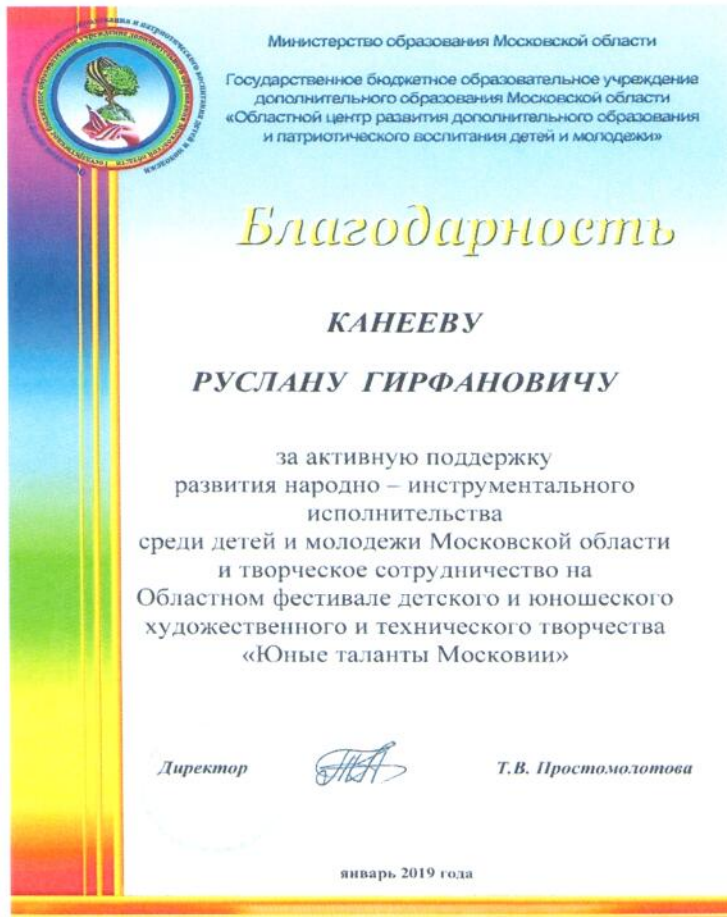 Министерство образования Московской области
Государственное бюджетное образовательное учреждение
дополнительного образования Московской области
«Областной центр развития дополнительного образования
и патриотического воспитания детей и молодежи»
Благодарность
КАНЕЕВУ
РУСЛАНУ ГИРФАНОВИЧУ
за активную поддержку
развития народно – инструментального
исполнительства
среди детей и молодежи Московской области
и творческое сотрудничество на
Областном фестивале детского и юношеского
художественного и технического творчества
«Юные таланты Московии»
Директор Т.В. Простомолотова
январь 2019 года